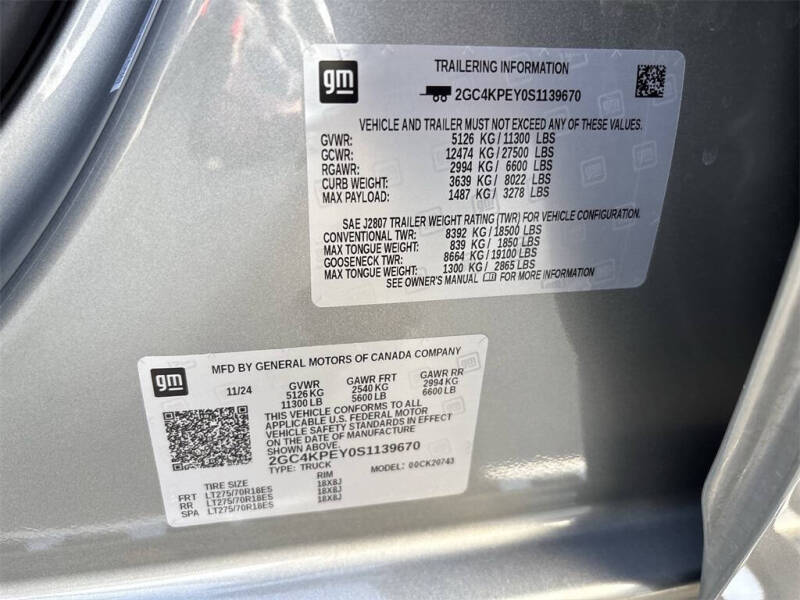 gm
TRAILERING INFORMATION
2GC4KPEY0S1139670
VEHICLE AND TRAILER MUST NOT EXCEED ANY OF THESE VALUES.
GVWR: 5126 KG / 11300 LBS
GCWR: 12474 KG / 27500 LBS
RGAWR: 2994 KG / 6600 LBS
CURB WEIGHT: 3639 KG / 8022 LBS
MAX PAYLOAD: 1487 KG / 3278 LBS
SAE J2807 TRAILER WEIGHT RATING (TWR) FOR VEHICLE CONFIGURATION.
CONVENTIONAL TWR: 8392 KG / 18500 LBS
MAX TONGUE WEIGHT: 839 KG / 1850 LBS
GOOSENECK TWR: 8664 KG / 19100 LBS
MAX TONGUE WEIGHT: 1300 KG / 2865 LBS
SEE OWNER'S MANUAL FOR MORE INFORMATION
gm
MFD BY GENERAL MOTORS OF CANADA COMPANY
11/24 GVWR GAWR FRT GAWR RR
5126 KG 2540 KG 2994 KG
11300 LB 5600 LB 6600 LB
THIS VEHICLE CONFORMS TO ALL
APPLICABLE U.S. FEDERAL MOTOR
VEHICLE SAFETY STANDARDS IN EFFECT
ON THE DATE OF MANUFACTURE
SHOWN ABOVE.
2GC4KPEY0S1139670
TYPE: TRUCK MODEL: 00CK20743
TIRE SIZE RIM
FRT LT275/70R18ES 18X8J
RR LT275/70R18ES 18X8J
SPA LT275/70R18ES 18X8J